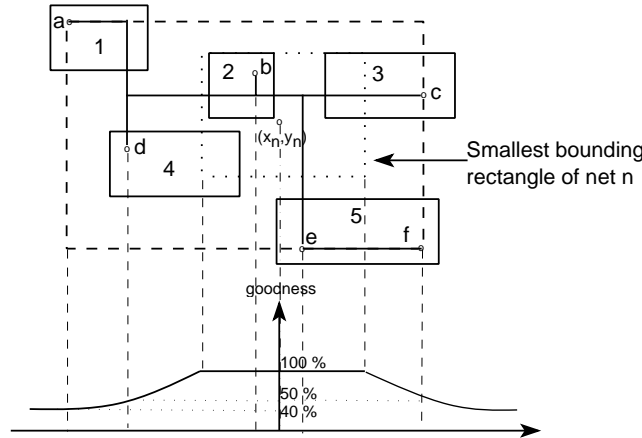 a
1
2
b
3
c
(xn,yn)
d
4
Smallest bounding
rectangle of net n
5
e
f
goodness
100 %
50 %
40 %